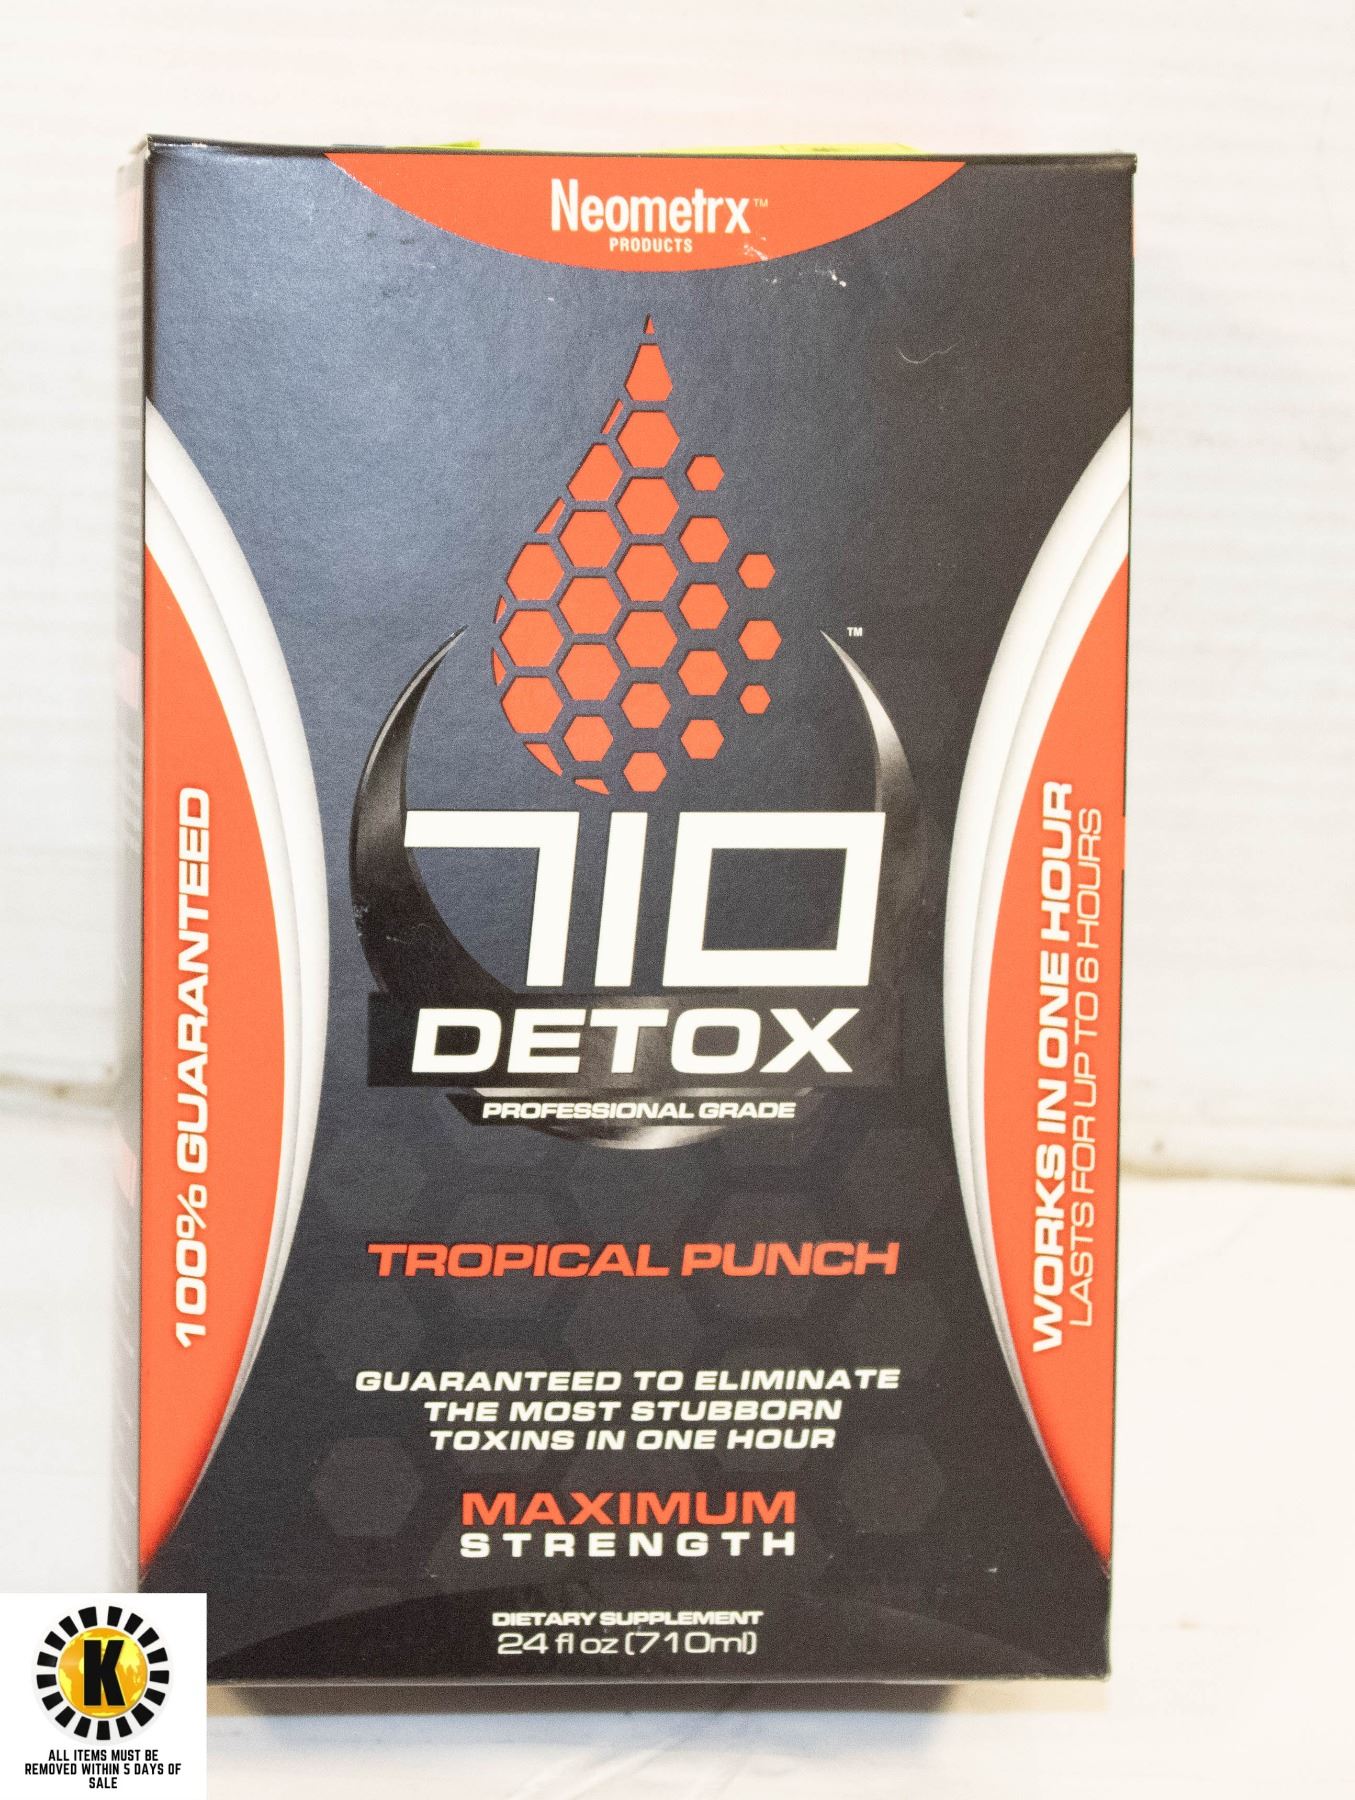 Neometrx™
PRODUCTS
™
710
DETOX
PROFESSIONAL GRADE
100% GUARANTEED
WORKS IN ONE HOUR
LASTS FOR UP TO 6 HOURS
TROPICAL PUNCH
GUARANTEED TO ELIMINATE
THE MOST STUBBORN
TOXINS IN ONE HOUR
MAXIMUM
STRENGTH
DIETARY SUPPLEMENT
24 fl oz (710ml)
K
ALL ITEMS MUST BE
REMOVED WITHIN 5 DAYS OF
SALE